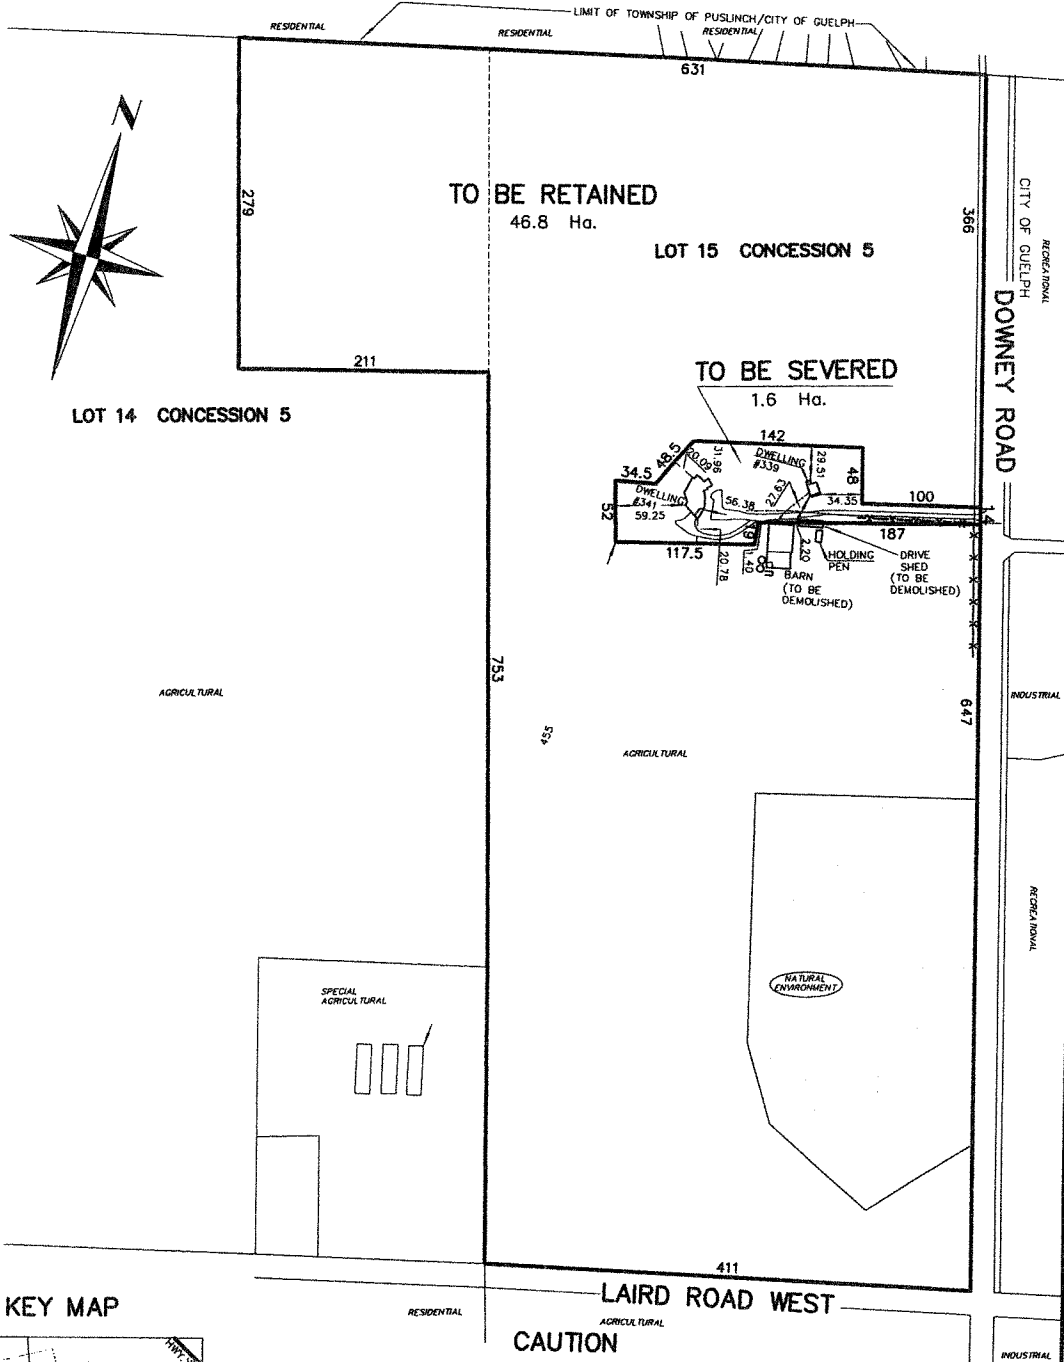 LIMIT OF TOWNSHIP OF PUSLINCH/CITY OF GUELPH
RESIDENTIAL
RESIDENTIAL
RESIDENTIAL
631
N
279
TO BE RETAINED
46.8 Ha.
LOT 15 CONCESSION 5
366
CITY OF GUELPH
RECREATIONAL
DOWNEY ROAD
211
TO BE SEVERED
1.6 Ha.
LOT 14 CONCESSION 5
142
48.5
20.09
31.96
DWELLING
#339
29.51
48
34.5
DWELLING
#341
59.25
52
56.38
27.63
34.35
100
14
187
117.5
19
1.40
20.78
2.20
HOLDING
PEN
DRIVE
SHED
(TO BE
DEMOLISHED)
BARN
(TO BE
DEMOLISHED)
753
647
AGRICULTURAL
INDUSTRIAL
455
AGRICULTURAL
RECREATIONAL
NATURAL
ENVIRONMENT
SPECIAL
AGRICULTURAL
411
LAIRD ROAD WEST
KEY MAP
RESIDENTIAL
AGRICULTURAL
CAUTION
INDUSTRIAL